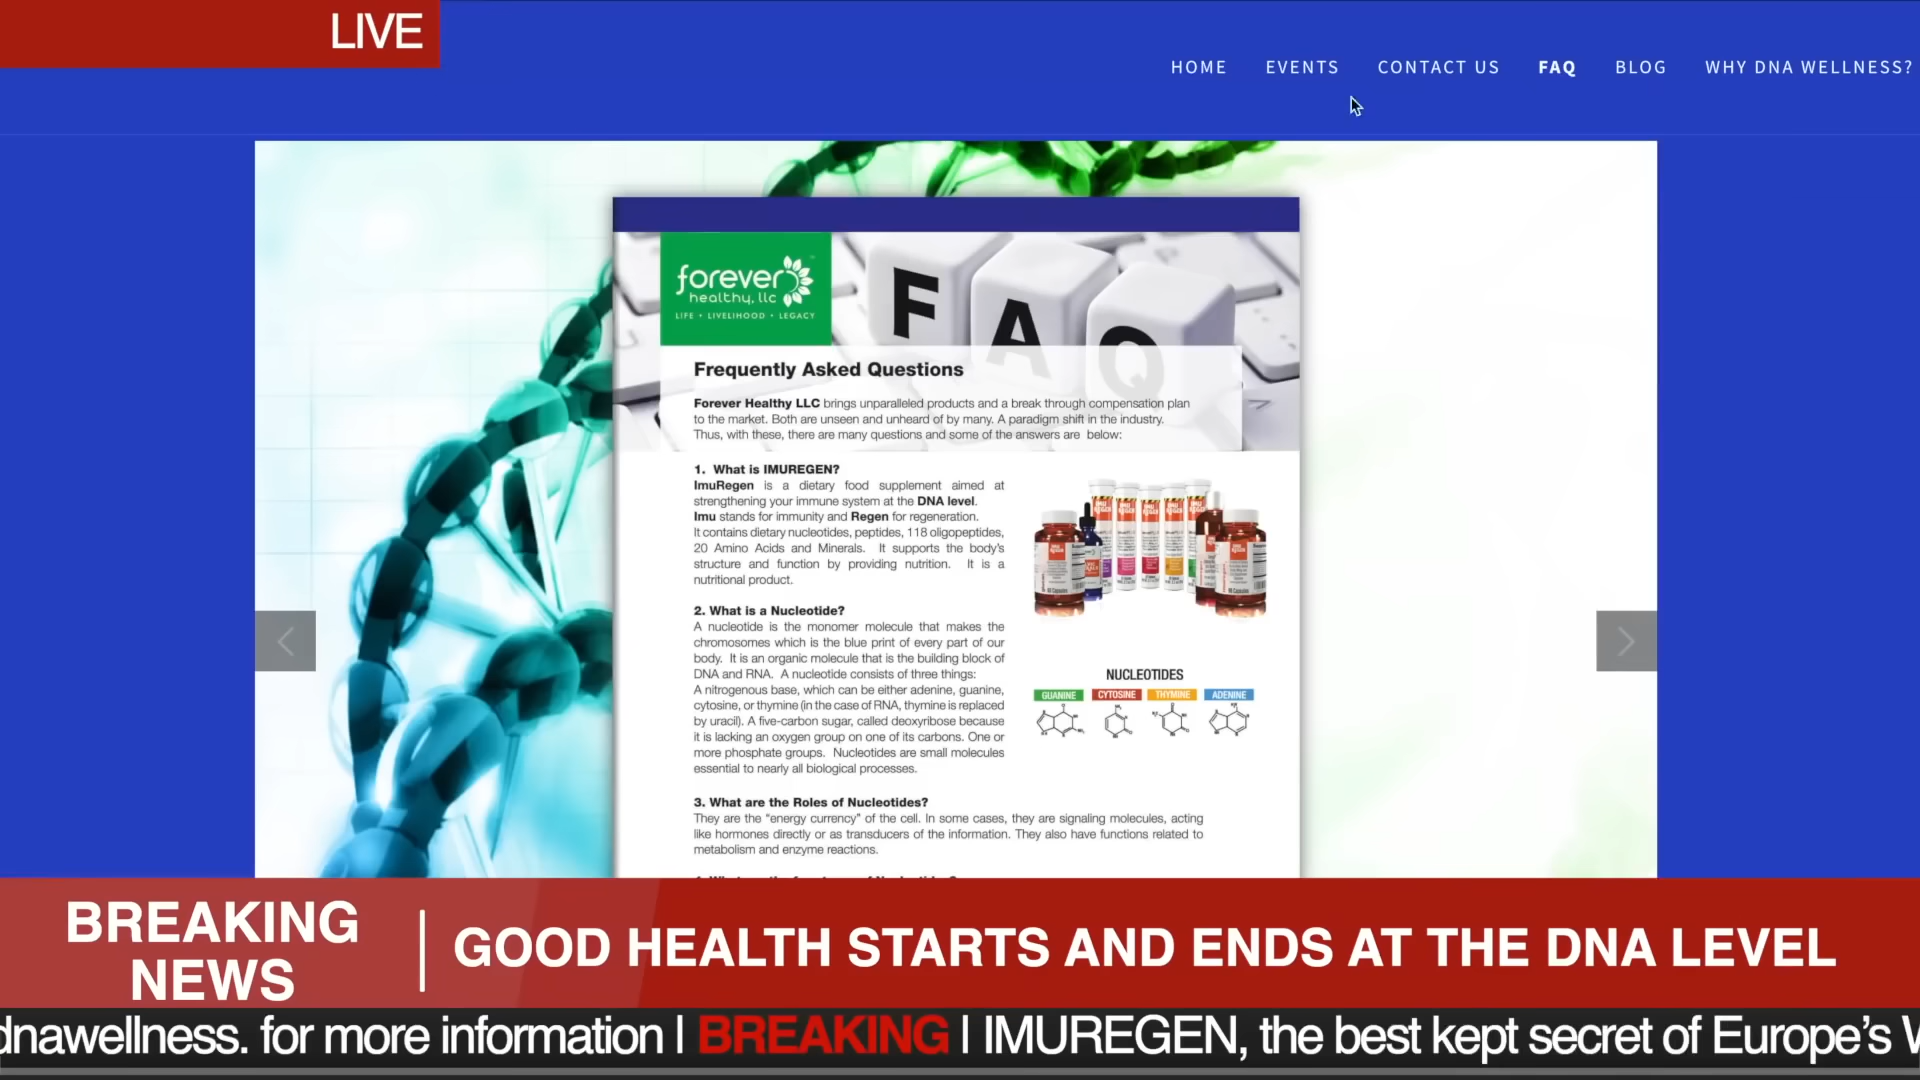 LIVE
HOME EVENTS CONTACT US FAQ BLOG WHY DNA WELLNESS?
forever
healthy, llc
LIFE • LIVELIHOOD • LEGACY
F A Q
Frequently Asked Questions
Forever Healthy LLC brings unparalleled products and a break through compensation plan
to the market. Both are unseen and unheard of by many. A paradigm shift in the industry.
Thus, with these, there are many questions and some of the answers are below:
1. What is IMUREGEN?
ImuRegen is a dietary food supplement aimed at
strengthening your immune system at the DNA level.
Imu stands for immunity and Regen for regeneration.
It contains dietary nucleotides, peptides, 118 oligopeptides,
20 Amino Acids and Minerals. It supports the body's
structure and function by providing nutrition. It is a
nutritional product.
2. What is a Nucleotide?
A nucleotide is the monomer molecule that makes the
chromosomes which is the blue print of every part of our
body. It is an organic molecule that is the building block of
DNA and RNA. A nucleotide consists of three things:
A nitrogenous base, which can be either adenine, guanine,
cytosine, or thymine (in the case of RNA, thymine is replaced
by uracil). A five-carbon sugar, called deoxyribose because
it is lacking an oxygen group on one of its carbons. One or
more phosphate groups. Nucleotides are small molecules
essential to nearly all biological processes.
NUCLEOTIDES
GUANINE CYTOSINE THYMINE ADENINE
3. What are the Roles of Nucleotides?
They are the “energy currency” of the cell. In some cases, they are signaling molecules, acting
like hormones directly or as transducers of the information. They also have functions related to
metabolism and enzyme reactions.
BREAKING
NEWS
GOOD HEALTH STARTS AND ENDS AT THE DNA LEVEL
dnawellness. for more information | BREAKING | IMUREGEN, the best kept secret of Europe's